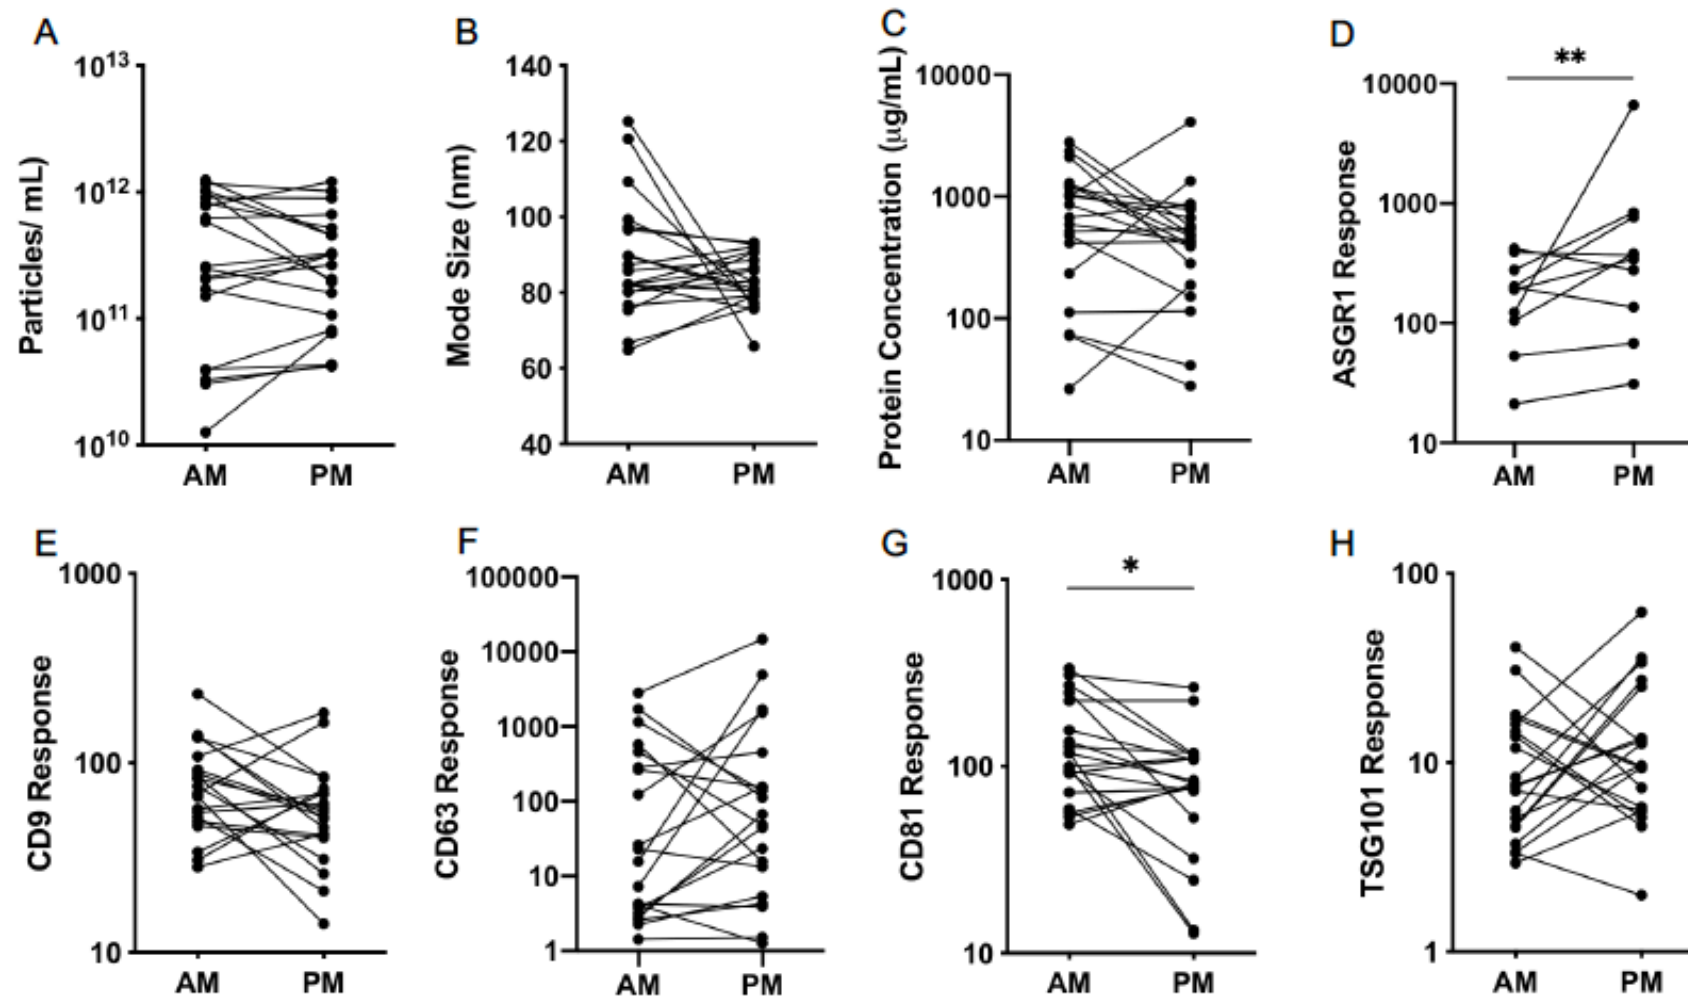 A
Particles/ mL)
10¹³
10¹²
10¹¹
10¹⁰
AM PM
B
Mode Size (nm)
140
120
100
80
60
40
AM PM
C
Protein Concentration (µg/mL)
10000
1000
100
10
AM PM
D
ASGR1 Response
**
10000
1000
100
10
AM PM
E
CD9 Response
1000
100
10
AM PM
F
CD63 Response
100000
10000
1000
100
10
1
AM PM
G
CD81 Response
*
1000
100
10
AM PM
H
TSG101 Response
100
10
1
AM PM